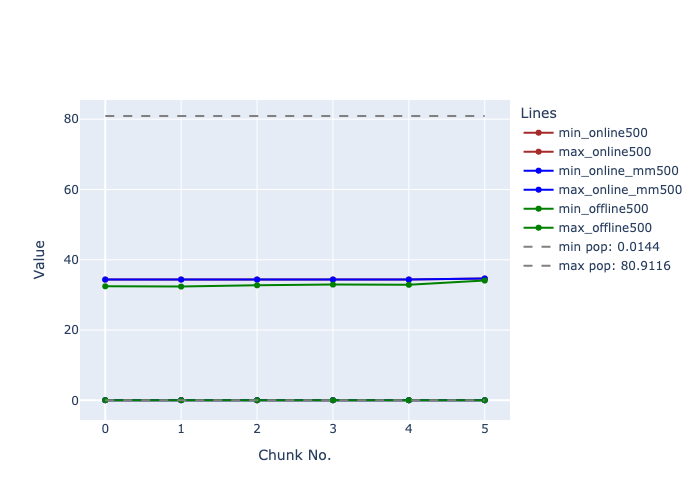 80
60
40
20
0
0 1 2 3 4 5
Value
Chunk No.
Lines
min_online500
max_online500
min_online_mm500
max_online_mm500
min_offline500
max_offline500
min pop: 0.0144
max pop: 80.9116